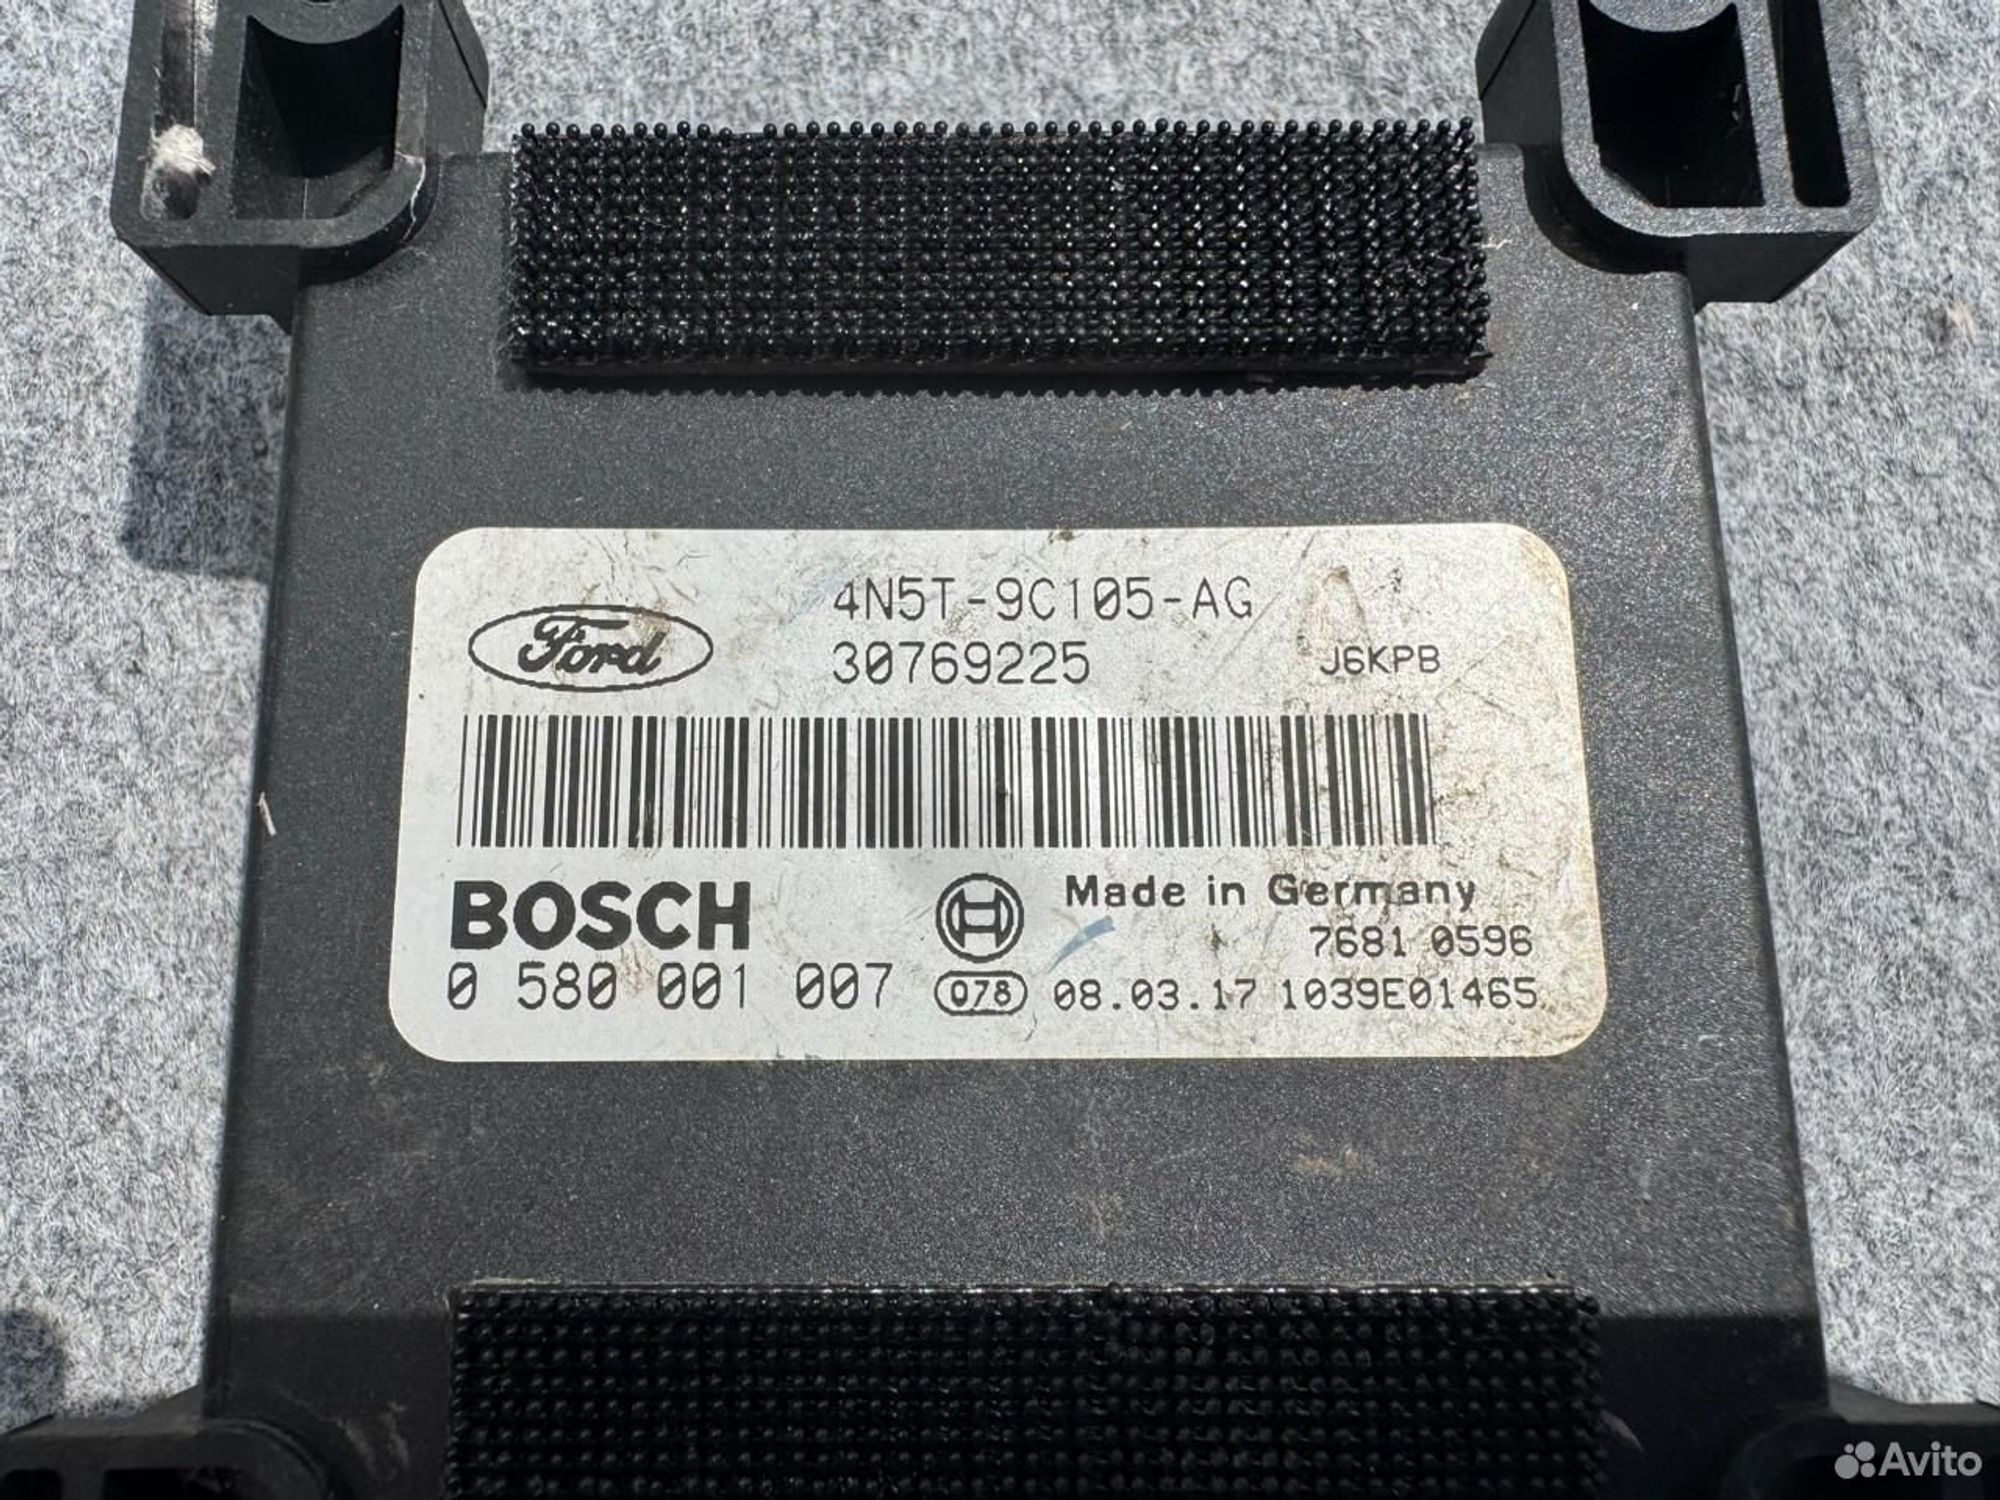 4N5T-9C105-AG
Ford 30769225 J6KPB
BOSCH Made in Germany
7681 0596
0 580 001 007 078 08.03.17 1039E01465
Avito